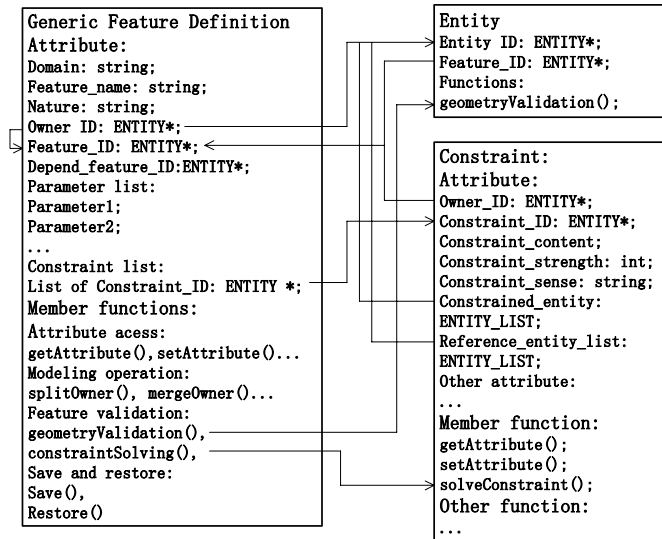 Generic Feature Definition
Attribute:
Domain: string;
Feature_name: string;
Nature: string;
Owner ID: ENTITY*;
Feature_ID: ENTITY*;
Depend_feature_ID:ENTITY*;
Parameter list:
Parameter1;
Parameter2;
...
Constraint list:
List of Constraint_ID: ENTITY *;
Member functions:
Attribute acess:
getAttribute(),setAttribute()...
Modeling operation:
splitOwner(), mergeOwner()...
Feature validation:
geometryValidation(),
constraintSolving(),
Save and restore:
Save(),
Restore()
Entity
Entity ID: ENTITY*;
Feature_ID: ENTITY*;
Functions:
geometryValidation();
Constraint:
Attribute:
Owner_ID: ENTITY*;
Constraint_ID: ENTITY*;
Constraint_content;
Constraint_strength: int;
Constraint_sense: string;
Constrained_entity:
ENTITY_LIST;
Reference_entity_list:
ENTITY_LIST;
Other attribute:
...
Member function:
getAttribute();
setAttribute();
solveConstraint();
Other function:
...